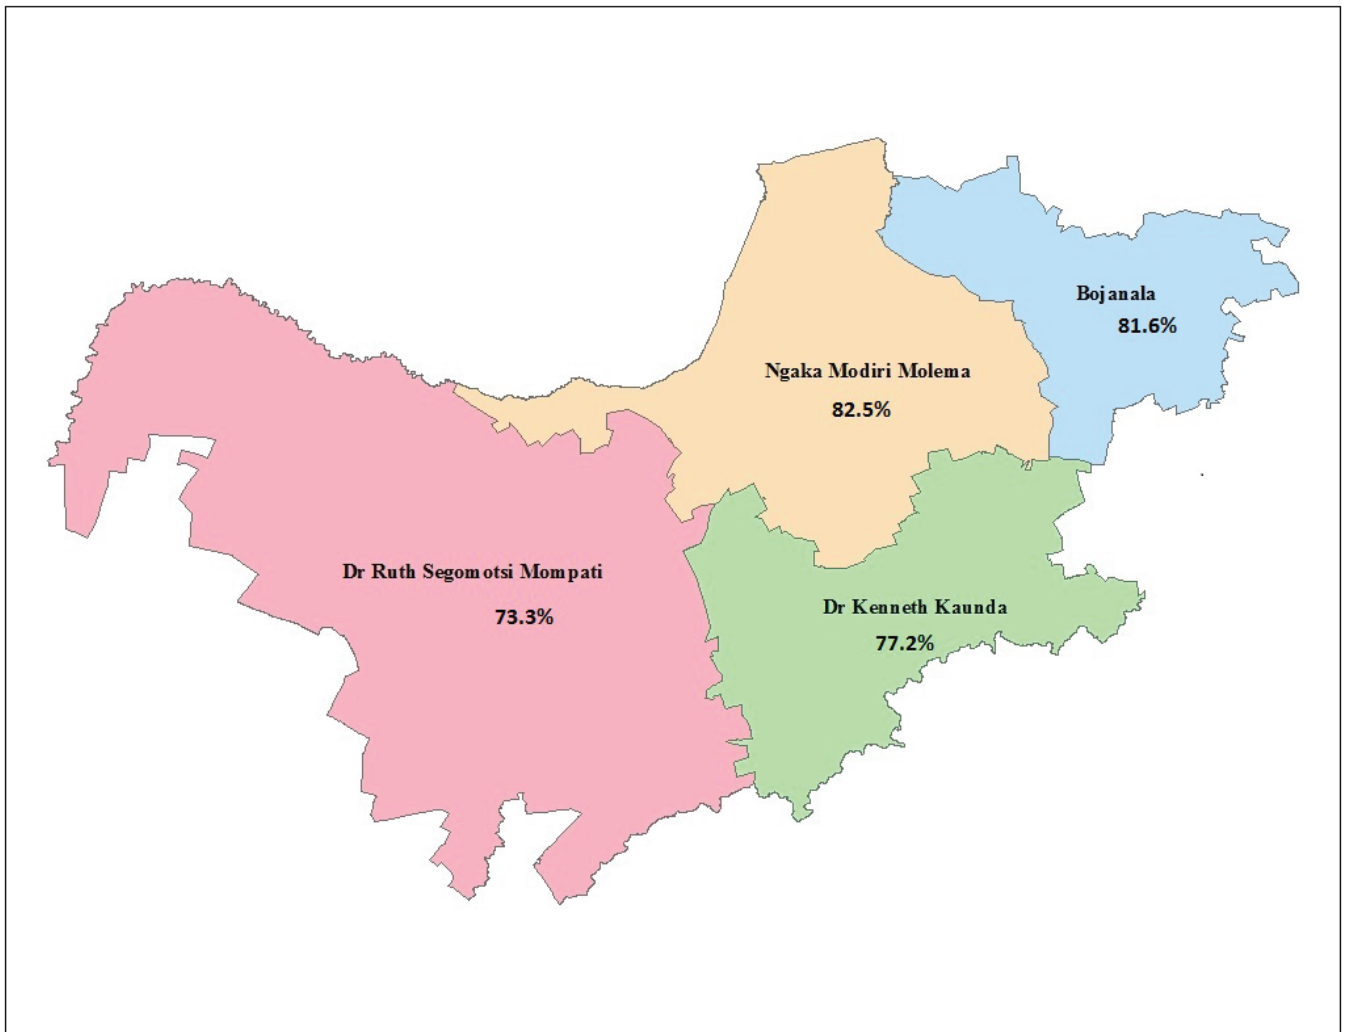 Bojanala
81.6%
Ngaka Modiri Molema
82.5%
Dr Ruth Segomotsi Mompati
73.3%
Dr Kenneth Kaunda
77.2%